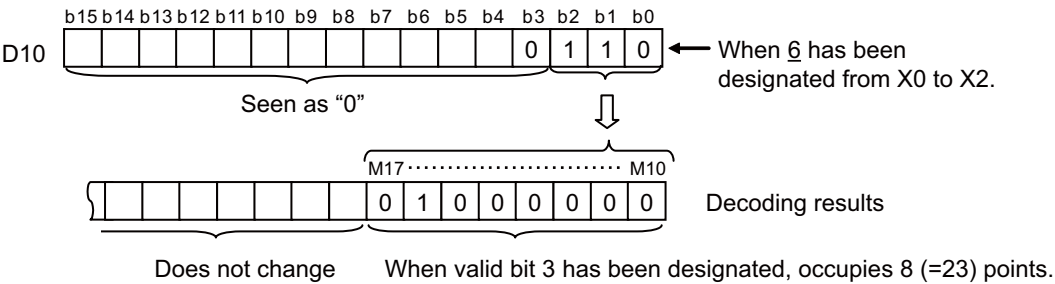 b15 b14 b13 b12 b11 b10 b9 b8 b7 b6 b5 b4 b3 b2 b1 b0
D10 0 1 1 0 When 6 has been
designated from X0 to X2.
Seen as “0”
M17 ........................ M10
0 1 0 0 0 0 0 0 Decoding results
Does not change When valid bit 3 has been designated, occupies 8 (=23) points.